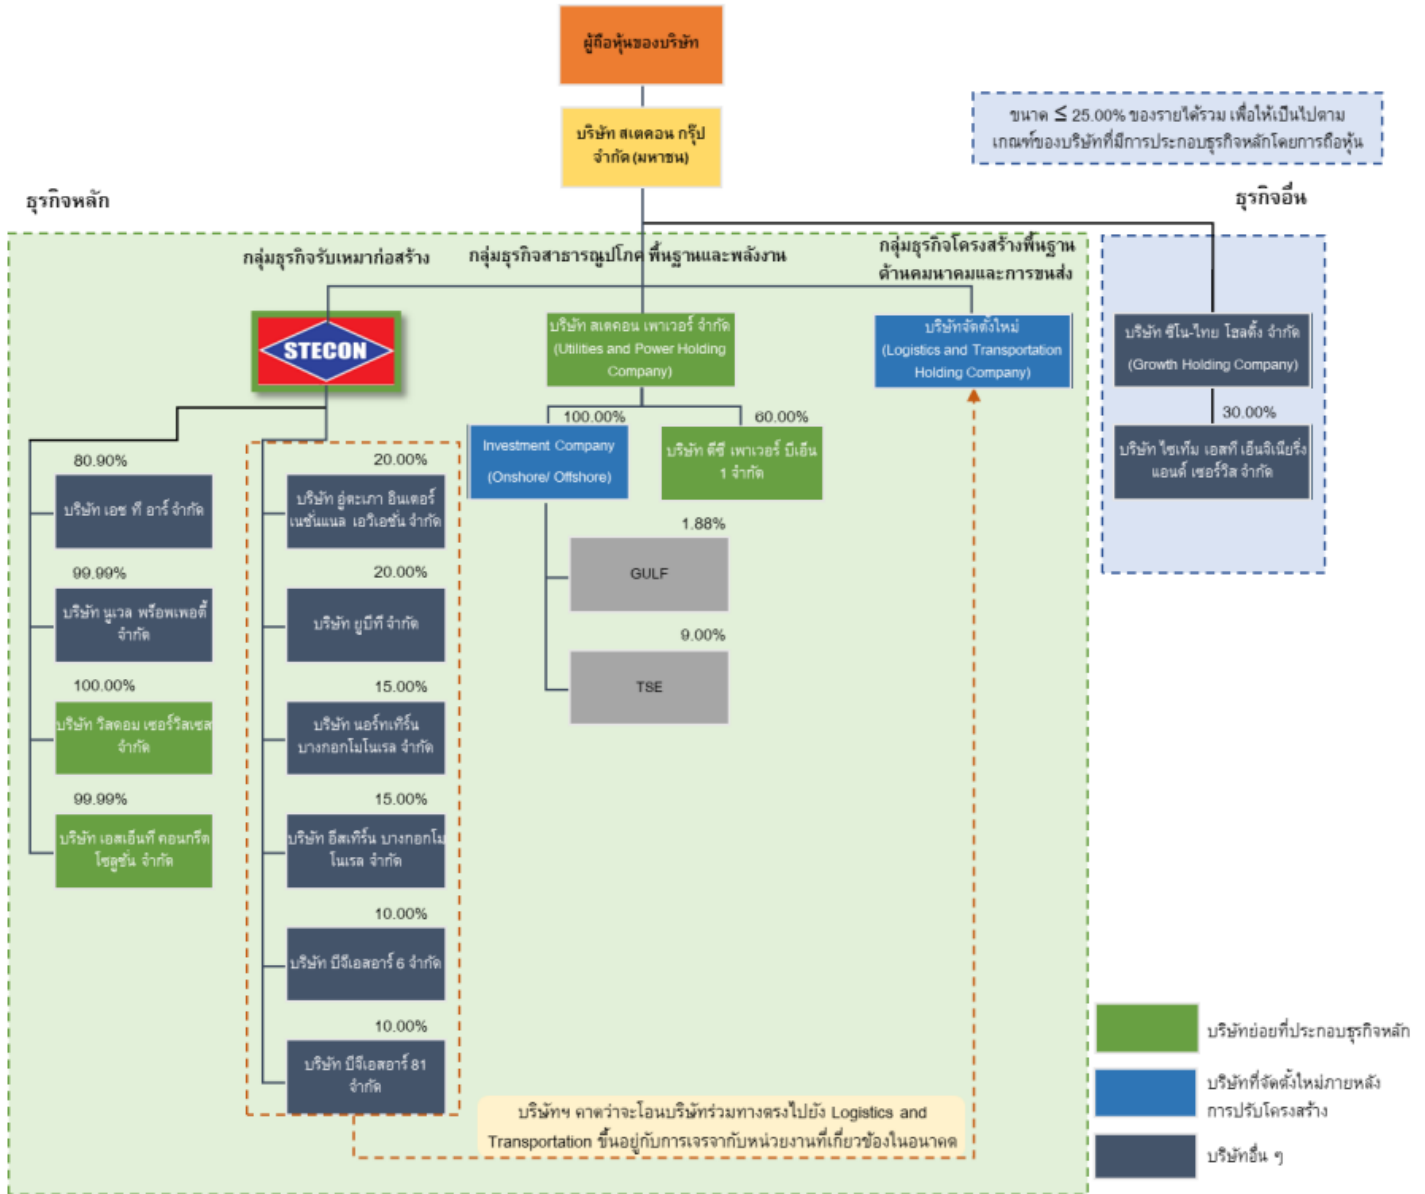 ผู้ถือหุ้นของบริษัท
บริษัท สเตคอน กรุ๊ป
จำกัด (มหาชน)
ขนาด ≤ 25.00% ของรายได้รวม เพื่อให้เป็นไปตาม
เกณฑ์ของบริษัทที่มีการประกอบธุรกิจหลักโดยการถือหุ้น
ธุรกิจหลัก
ธุรกิจอื่น
กลุ่มธุรกิจรับเหมาก่อสร้าง
กลุ่มธุรกิจสาธารณูปโภค พื้นฐานและพลังงาน
กลุ่มธุรกิจโครงสร้างพื้นฐาน
ด้านคมนาคมและการขนส่ง
STECON
บริษัท สเตคอน เพาเวอร์ จำกัด
(Utilities and Power Holding
Company)
บริษัทจัดตั้งใหม่
(Logistics and Transportation
Holding Company)
บริษัท ซิโน-ไทย โฮลดิ้ง จำกัด
(Growth Holding Company)
100.00%
Investment Company
(Onshore/ Offshore)
60.00%
บริษัท ดีซี เพาเวอร์ บีเอ็น
1 จำกัด
30.00%
บริษัท ไซเท็ม เอสที เอ็นจิเนียริ่ง
แอนด์ เซอร์วิส จำกัด
80.90%
บริษัท เอช ที อาร์ จำกัด
99.99%
บริษัท นูเวล พร็อพเพอตี้
จำกัด
100.00%
บริษัท วิสดอม เซอร์วิสเซส
จำกัด
99.99%
บริษัท เอสเอ็นที คอนกรีต
โซลูชั่น จำกัด
20.00%
บริษัท อู่ตะเภา อินเตอร์
เนชั่นแนล เอวิเอชั่น จำกัด
20.00%
บริษัท ยูบีที จำกัด
15.00%
บริษัท นอร์ทเทิร์น
บางกอกโมโนเรล จำกัด
15.00%
บริษัท อีสเทิร์น บางกอกโม
โนเรล จำกัด
10.00%
บริษัท บีจีเอสอาร์ 6 จำกัด
10.00%
บริษัท บีจีเอสอาร์ 81
จำกัด
1.88%
GULF
9.00%
TSE
บริษัทฯ คาดว่าจะโอนบริษัทร่วมทางตรงไปยัง Logistics and
Transportation ขึ้นอยู่กับการเจรจากับหน่วยงานที่เกี่ยวข้องในอนาคต
บริษัทย่อยที่ประกอบธุรกิจหลัก
บริษัทที่จัดตั้งใหม่ภายหลัง
การปรับโครงสร้าง
บริษัทอื่น ๆ